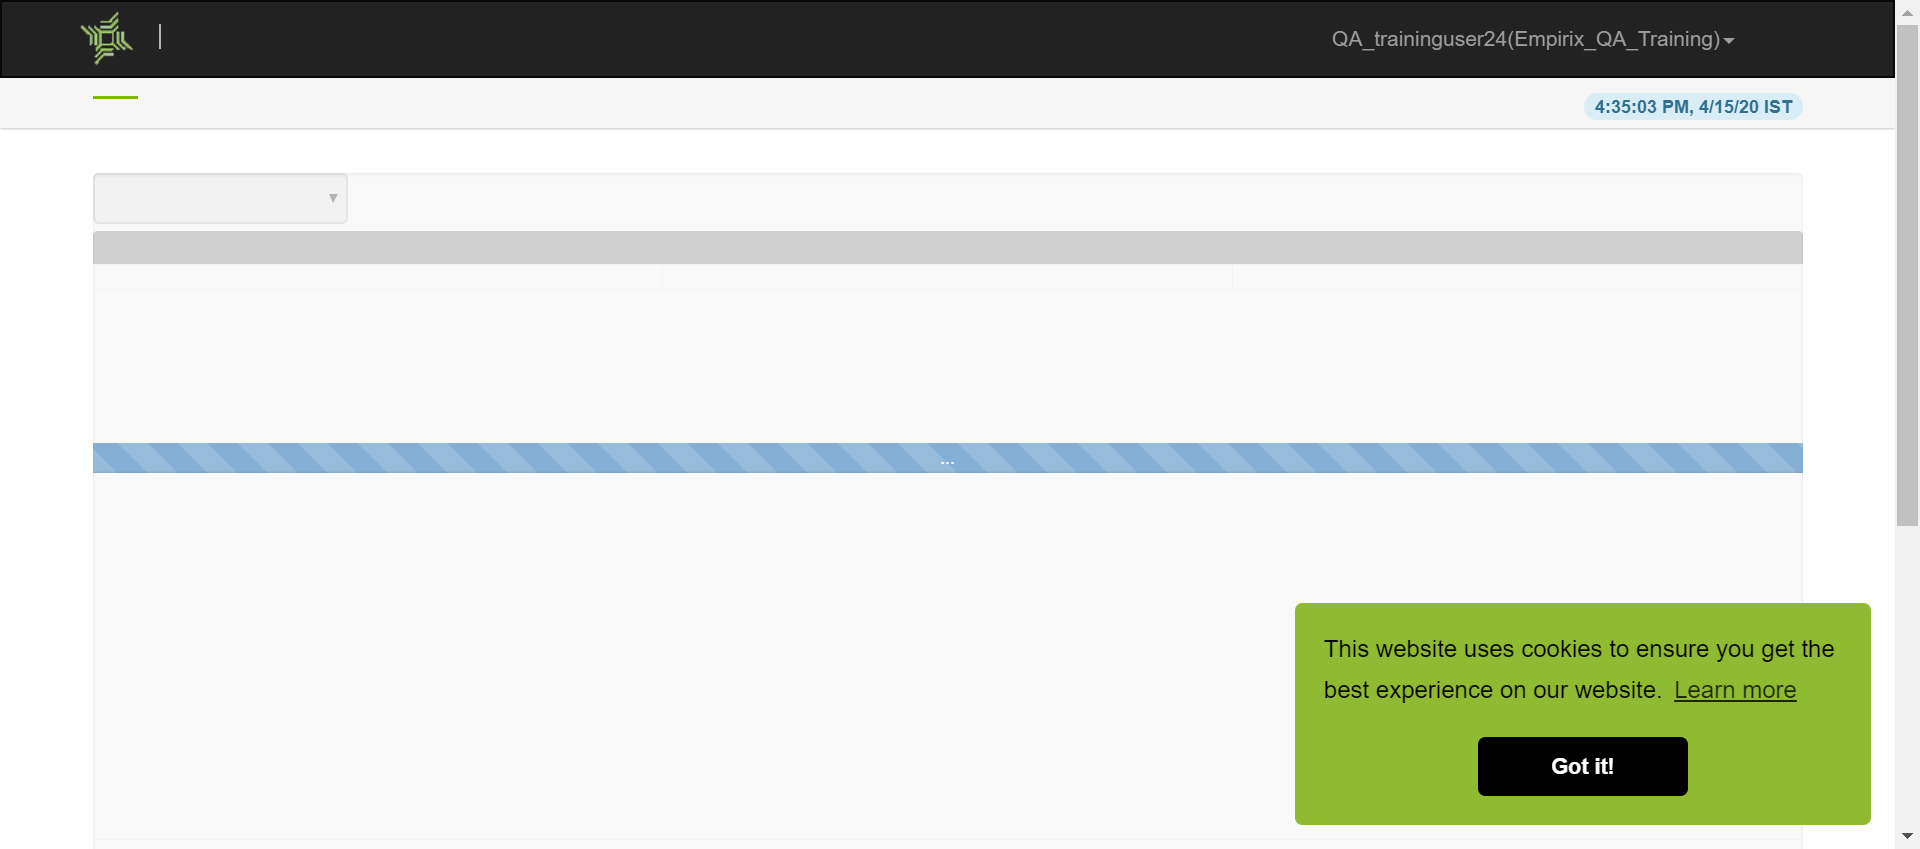 QA_traininguser24(Empirix_QA_Training)
4:35:03 PM, 4/15/20 IST
...
This website uses cookies to ensure you get the
best experience on our website. Learn more
Got it!